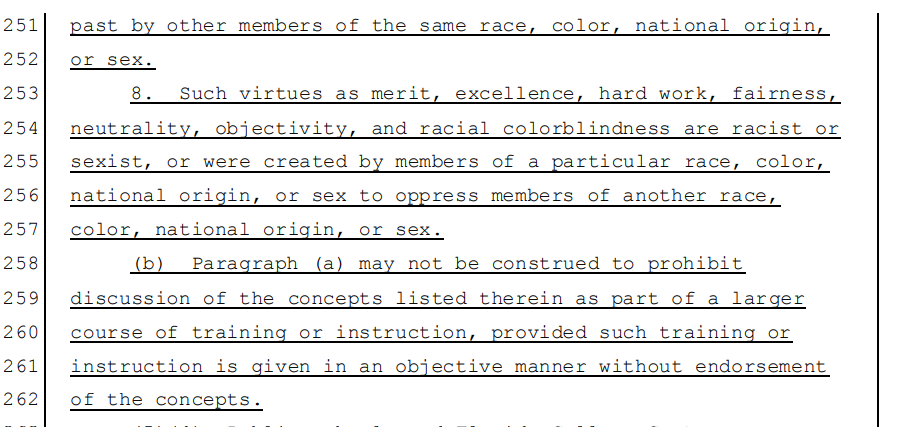 251 past by other members of the same race, color, national origin,
252 or sex.
253 8. Such virtues as merit, excellence, hard work, fairness,
254 neutrality, objectivity, and racial colorblindness are racist or
255 sexist, or were created by members of a particular race, color,
256 national origin, or sex to oppress members of another race,
257 color, national origin, or sex.
258 (b) Paragraph (a) may not be construed to prohibit
259 discussion of the concepts listed therein as part of a larger
260 course of training or instruction, provided such training or
261 instruction is given in an objective manner without endorsement
262 of the concepts.